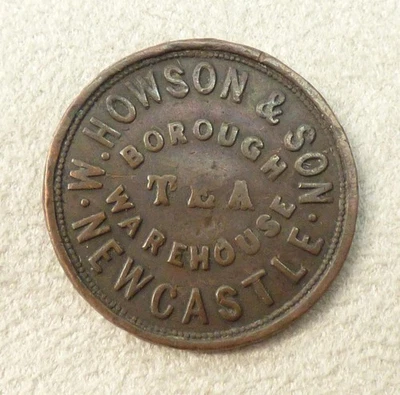 W. HOWSON & SON
BOROUGH
TEA
WAREHOUSE
NEWCASTLE